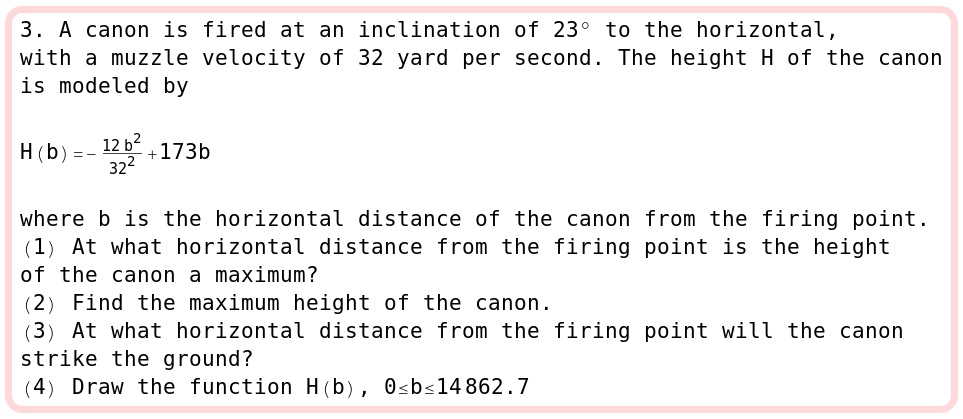 3. A canon is fired at an inclination of 23° to the horizontal,
with a muzzle velocity of 32 yard per second. The height H of the canon
is modeled by
H(b)=-\frac{12 b^2}{32^2}+173b
where b is the horizontal distance of the canon from the firing point.
(1) At what horizontal distance from the firing point is the height
of the canon a maximum?
(2) Find the maximum height of the canon.
(3) At what horizontal distance from the firing point will the canon
strike the ground?
(4) Draw the function H(b), 0≤b≤14862.7